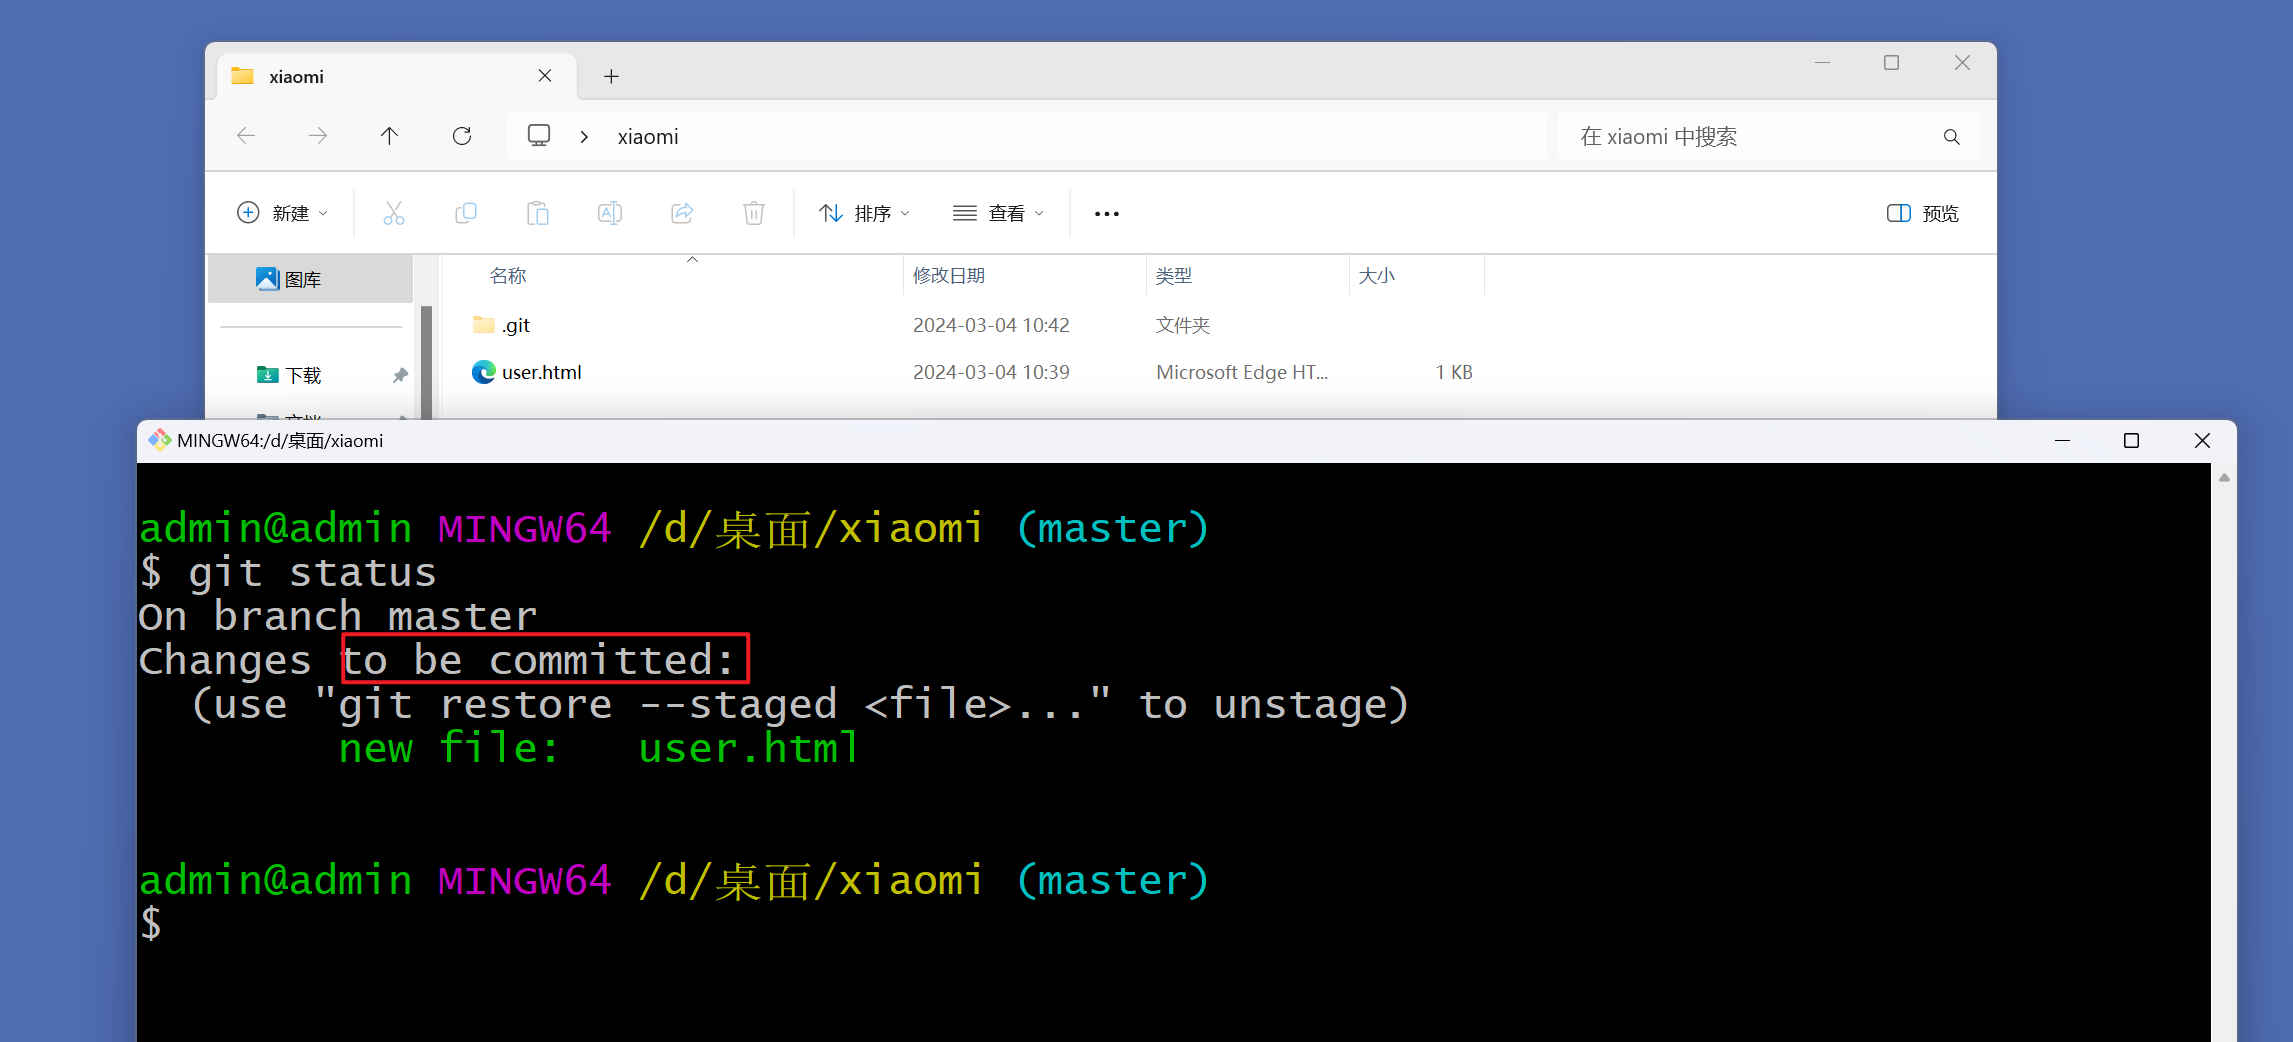 xiaomi
xiaomi
在 xiaomi 中搜索
新建
排序
查看
预览
图库
名称
修改日期
类型
大小
.git
2024-03-04 10:42
文件夹
下载
user.html
2024-03-04 10:39
Microsoft Edge HT...
1 KB
MINGW64:/d/桌面/xiaomi
admin@admin MINGW64 /d/桌面/xiaomi (master)
$ git status
On branch master
Changes to be committed:
(use "git restore --staged <file>..." to unstage)
new file:   user.html
admin@admin MINGW64 /d/桌面/xiaomi (master)
$